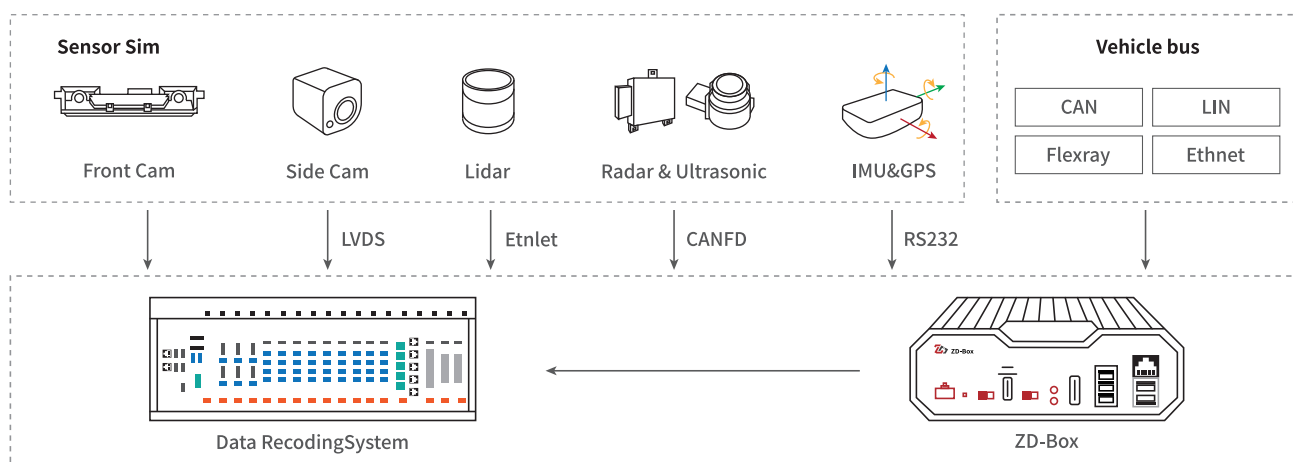 Sensor Sim
Vehicle bus
CAN
LIN
Flexray
Ethnet
Front Cam
Side Cam
Lidar
Radar & Ultrasonic
IMU&GPS
LVDS
Etnlet
CANFD
RS232
ZD-Box
Data RecodingSystem
ZD-Box